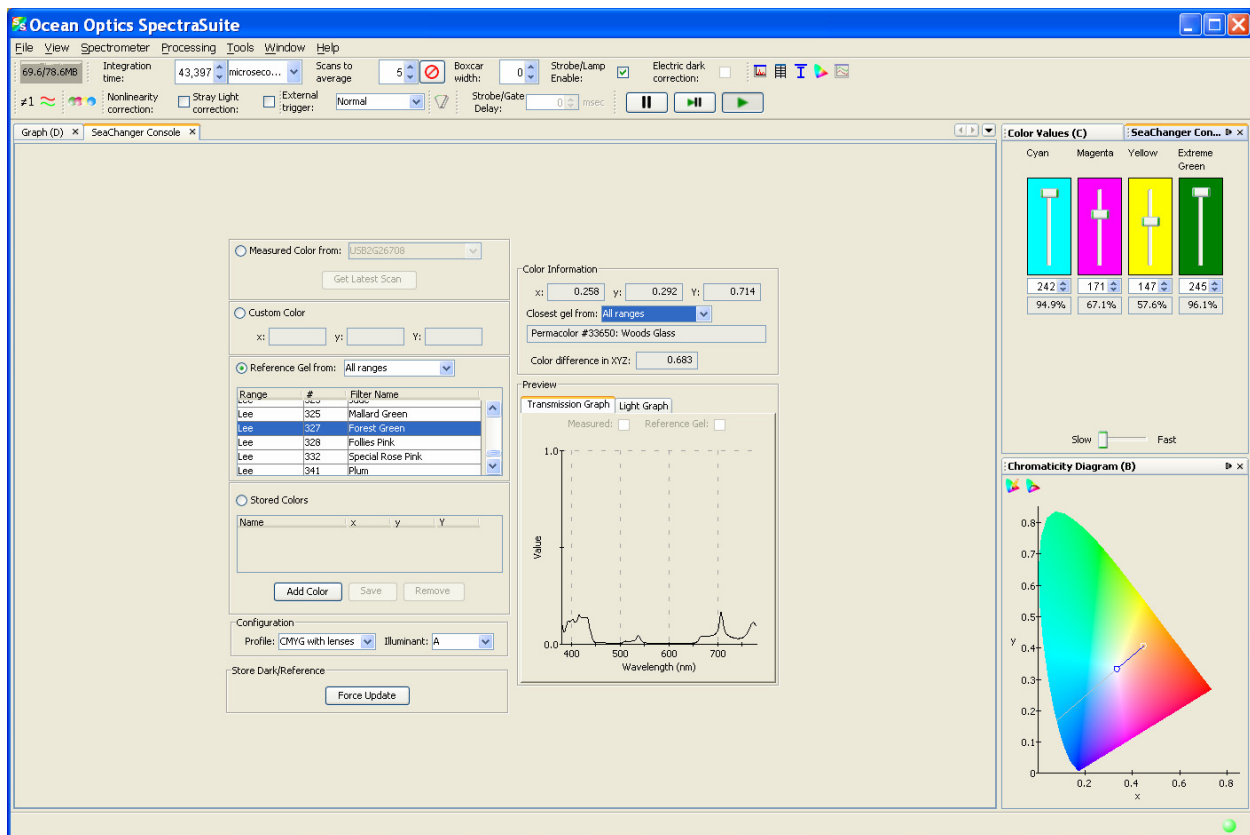 Ocean Optics SpectraSuite
File View Spectrometer Processing Tools Window Help
69.6/78.6MB Integration time: 43,397 microseco... Scans to average 5 Boxcar width: 0 Strobe/Lamp Enable: Electric dark correction:
≠1 Nonlinearity correction: Stray Light correction: External trigger: Normal Strobe/Gate Delay: 0 msec
Graph (D) SeaChanger Console
Measured Color from: USB2G26708
Get Latest Scan
Custom Color
x: y: Y:
Reference Gel from: All ranges
Range # Filter Name
Lee 325 Mallard Green
Lee 327 Forest Green
Lee 328 Follies Pink
Lee 332 Special Rose Pink
Lee 341 Plum
Stored Colors
Name x y Y
Add Color Save Remove
Configuration
Profile: CMYG with lenses Illuminant: A
Store Dark/Reference
Force Update
Color Information
x: 0.258 y: 0.292 Y: 0.714
Closest gel from: All ranges
Permacolor #33650: Woods Glass
Color difference in XYZ: 0.683
Preview
Transmission Graph Light Graph
Measured: Reference Gel:
1.0
Value
0.0
400 500 600 700
Wavelength (nm)
Color Values (C) SeaChanger Con...
Cyan Magenta Yellow Extreme Green
242 171 147 245
94.9% 67.1% 57.6% 96.1%
Slow Fast
Chromaticity Diagram (B)
0.8
0.7
0.6
0.5
y 0.4
0.3
0.2
0.1
0
0.2 0.4 0.6 0.8
x